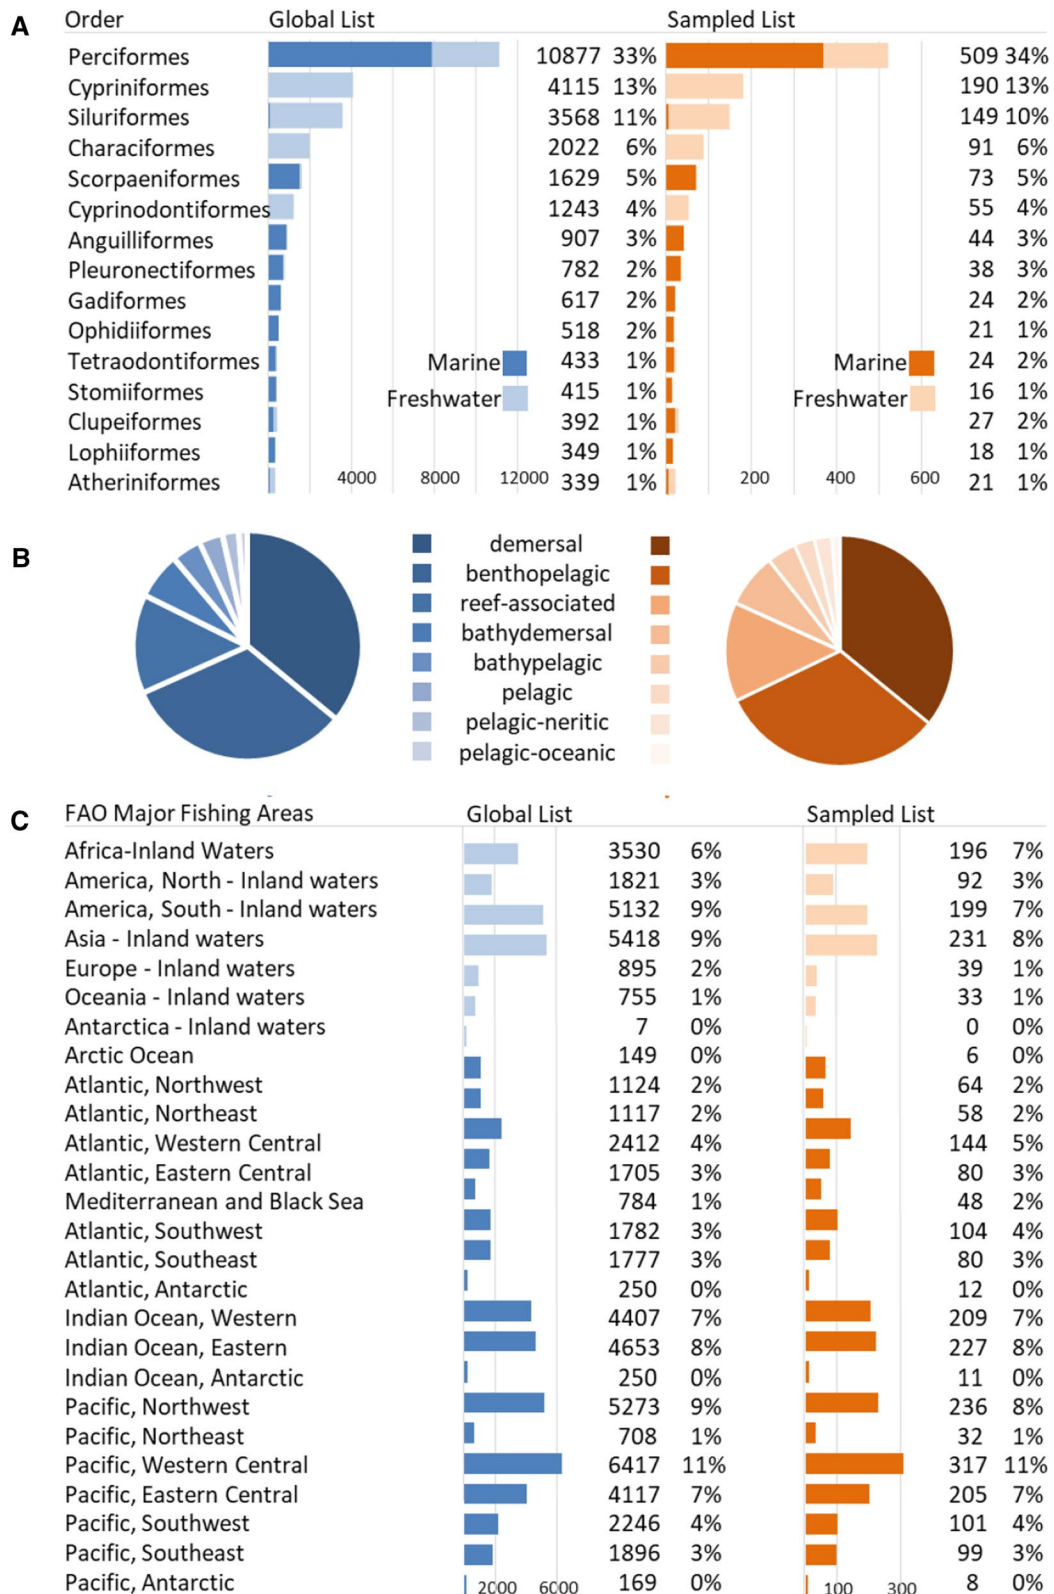 A
Order Global List Sampled List
Perciformes 10877 33% 509 34%
Cypriniformes 4115 13% 190 13%
Siluriformes 3568 11% 149 10%
Characiformes 2022 6% 91 6%
Scorpaeniformes 1629 5% 73 5%
Cyprinodontiformes 1243 4% 55 4%
Anguilliformes 907 3% 44 3%
Pleuronectiformes 782 2% 38 3%
Gadiformes 617 2% 24 2%
Ophidiiformes 518 2% 21 1%
Tetraodontiformes Marine 433 1% Marine 24 2%
Stomiiformes Freshwater 415 1% Freshwater 16 1%
Clupeiformes 392 1% 27 2%
Lophiiformes 349 1% 18 1%
Atheriniformes 4000 8000 12000 339 1% 200 400 600 21 1%
B
demersal
benthopelagic
reef-associated
bathydemersal
bathypelagic
pelagic
pelagic-neritic
pelagic-oceanic
C
FAO Major Fishing Areas Global List Sampled List
Africa-Inland Waters 3530 6% 196 7%
America, North - Inland waters 1821 3% 92 3%
America, South - Inland waters 5132 9% 199 7%
Asia - Inland waters 5418 9% 231 8%
Europe - Inland waters 895 2% 39 1%
Oceania - Inland waters 755 1% 33 1%
Antarctica - Inland waters 7 0% 0 0%
Arctic Ocean 149 0% 6 0%
Atlantic, Northwest 1124 2% 64 2%
Atlantic, Northeast 1117 2% 58 2%
Atlantic, Western Central 2412 4% 144 5%
Atlantic, Eastern Central 1705 3% 80 3%
Mediterranean and Black Sea 784 1% 48 2%
Atlantic, Southwest 1782 3% 104 4%
Atlantic, Southeast 1777 3% 80 3%
Atlantic, Antarctic 250 0% 12 0%
Indian Ocean, Western 4407 7% 209 7%
Indian Ocean, Eastern 4653 8% 227 8%
Indian Ocean, Antarctic 250 0% 11 0%
Pacific, Northwest 5273 9% 236 8%
Pacific, Northeast 708 1% 32 1%
Pacific, Western Central 6417 11% 317 11%
Pacific, Eastern Central 4117 7% 205 7%
Pacific, Southwest 2246 4% 101 4%
Pacific, Southeast 1896 3% 99 3%
Pacific, Antarctic 2000 6000 169 0% 100 300 8 0%